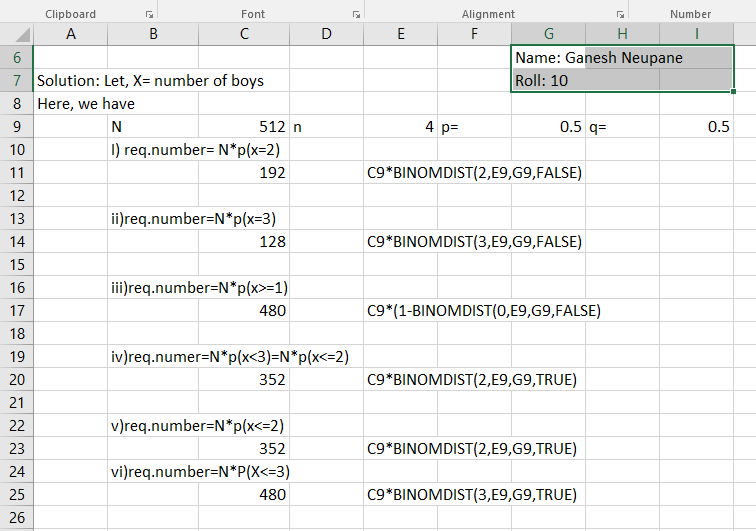 Clipboard Font Alignment Number
A B C D E F G H I
6 Name: Ganesh Neupane
7 Solution: Let, X= number of boys Roll: 10
8 Here, we have
9 N 512 n 4 p= 0.5 q= 0.5
10 I) req.number= N*p(x=2)
11 192 C9*BINOMDIST(2,E9,G9,FALSE)
12
13 ii)req.number=N*p(x=3)
14 128 C9*BINOMDIST(3,E9,G9,FALSE)
15
16 iii)req.number=N*p(x>=1)
17 480 C9*(1-BINOMDIST(0,E9,G9,FALSE)
18
19 iv)req.numer=N*p(x<3)=N*p(x<=2)
20 352 C9*BINOMDIST(2,E9,G9,TRUE)
21
22 v)req.number=N*p(x<=2)
23 352 C9*BINOMDIST(2,E9,G9,TRUE)
24 vi)req.number=N*P(X<=3)
25 480 C9*BINOMDIST(3,E9,G9,TRUE)
26